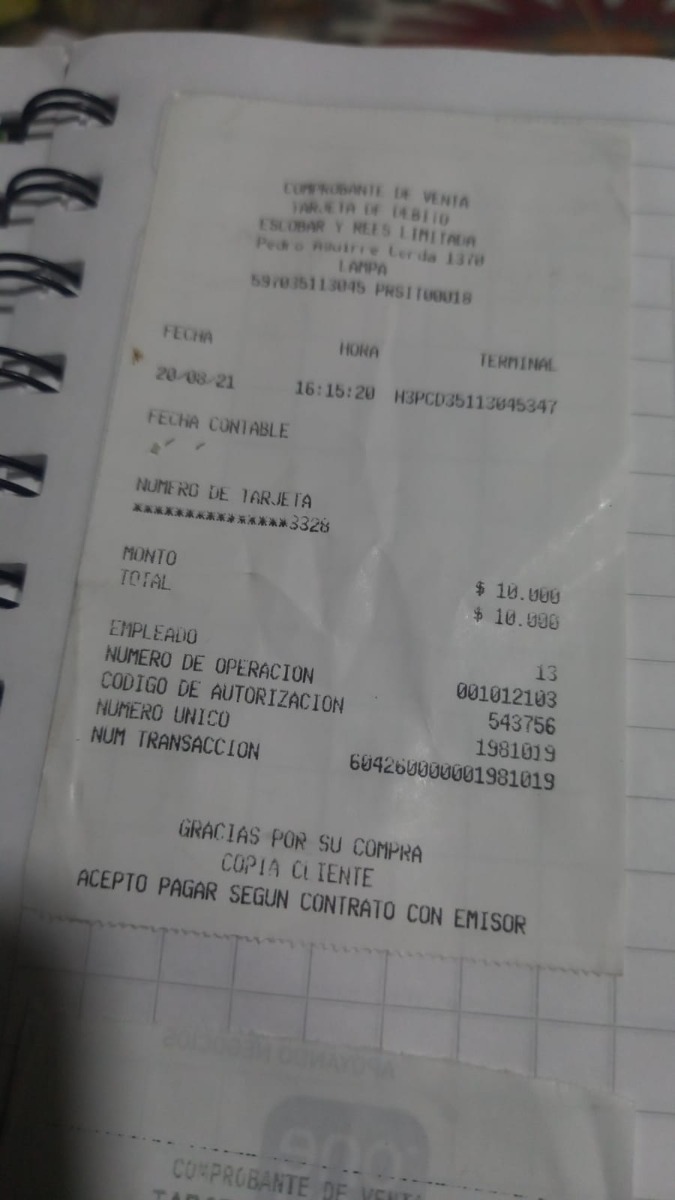 COMPROBANTE DE VENTA
TARJETA DE DEBITO
ESCOBAR Y REES LIMITADA
Pedro Aguirre Cerda 1370
LAMPA
597035113045 PRSIT00018
FECHA HORA TERMINAL
20/08/21 16:15:20 H3PCD35113045347
FECHA CONTABLE
NUMERO DE TARJETA
***************3328
MONTO $ 10.000
TOTAL $ 10.000
EMPLEADO 13
NUMERO DE OPERACION 001012103
CODIGO DE AUTORIZACION 543756
NUMERO UNICO 1981019
NUM TRANSACCION 604260000001981019
GRACIAS POR SU COMPRA
COPIA CLIENTE
ACEPTO PAGAR SEGUN CONTRATO CON EMISOR
APOYANDO NEGOCIOS
COMPROBANTE DE VENTA